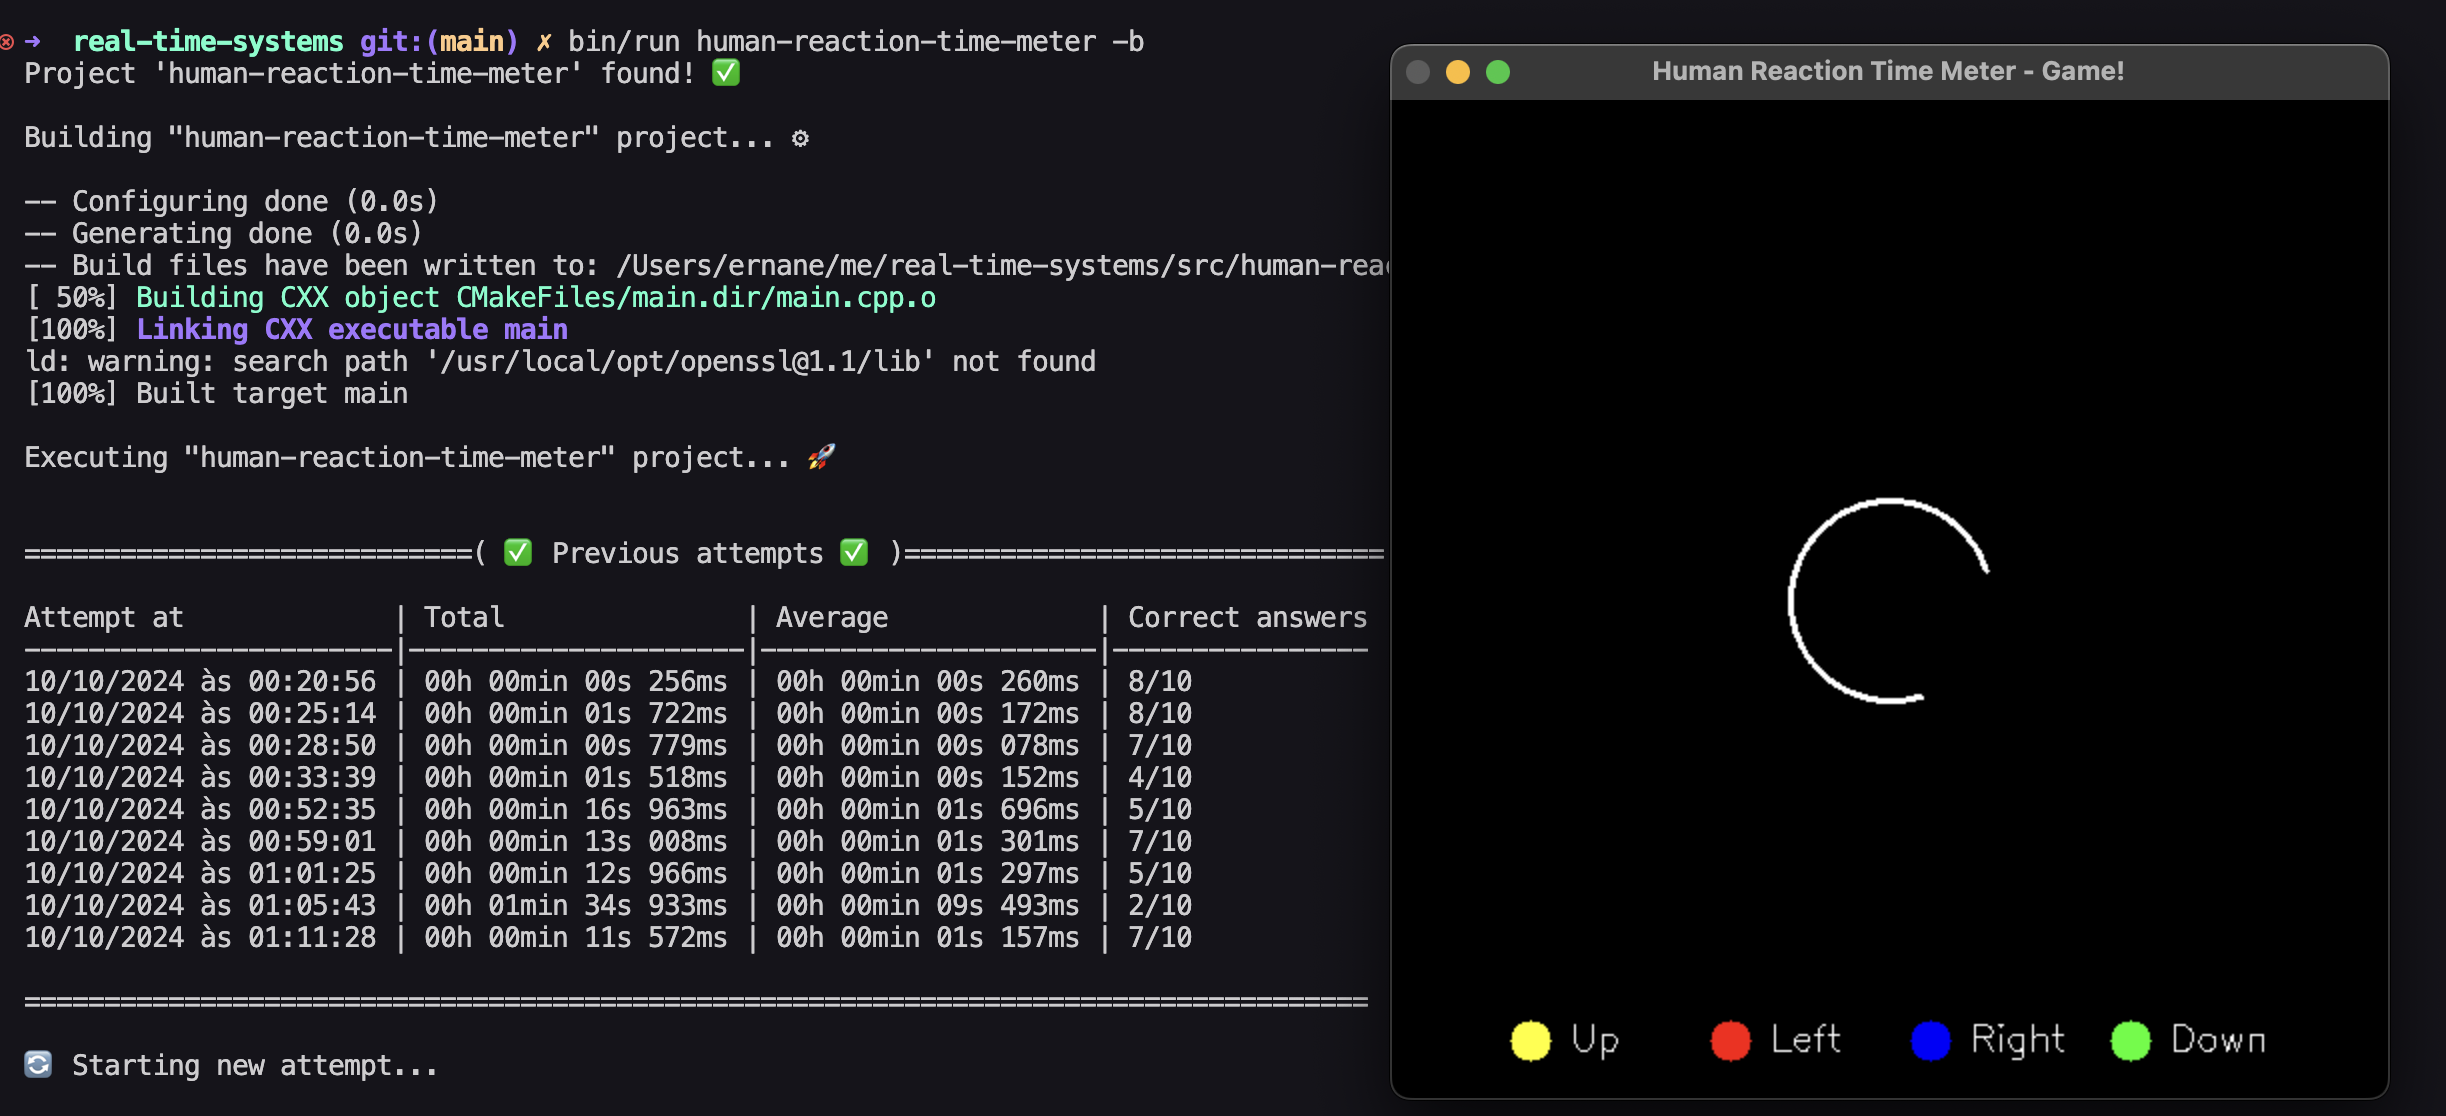 ➜ real-time-systems git:(main) ✗ bin/run human-reaction-time-meter -b
Project 'human-reaction-time-meter' found! ✅
Building "human-reaction-time-meter" project... ⚙
-- Configuring done (0.0s)
-- Generating done (0.0s)
-- Build files have been written to: /Users/ernane/me/real-time-systems/src/human-reac
[ 50%] Building CXX object CMakeFiles/main.dir/main.cpp.o
[100%] Linking CXX executable main
ld: warning: search path '/usr/local/opt/openssl@1.1/lib' not found
[100%] Built target main
Executing "human-reaction-time-meter" project... 🚀
============================( ✅ Previous attempts ✅ )==============================
Attempt at | Total | Average | Correct answers
-----------------------|---------------------|---------------------|----------------
10/10/2024 às 00:20:56 | 00h 00min 00s 256ms | 00h 00min 00s 260ms | 8/10
10/10/2024 às 00:25:14 | 00h 00min 01s 722ms | 00h 00min 00s 172ms | 8/10
10/10/2024 às 00:28:50 | 00h 00min 00s 779ms | 00h 00min 00s 078ms | 7/10
10/10/2024 às 00:33:39 | 00h 00min 01s 518ms | 00h 00min 00s 152ms | 4/10
10/10/2024 às 00:52:35 | 00h 00min 16s 963ms | 00h 00min 01s 696ms | 5/10
10/10/2024 às 00:59:01 | 00h 00min 13s 008ms | 00h 00min 01s 301ms | 7/10
10/10/2024 às 01:01:25 | 00h 00min 12s 966ms | 00h 00min 01s 297ms | 5/10
10/10/2024 às 01:05:43 | 00h 01min 34s 933ms | 00h 00min 09s 493ms | 2/10
10/10/2024 às 01:11:28 | 00h 00min 11s 572ms | 00h 00min 01s 157ms | 7/10
====================================================================================
🔄 Starting new attempt...
Human Reaction Time Meter - Game!
Up Left Right Down